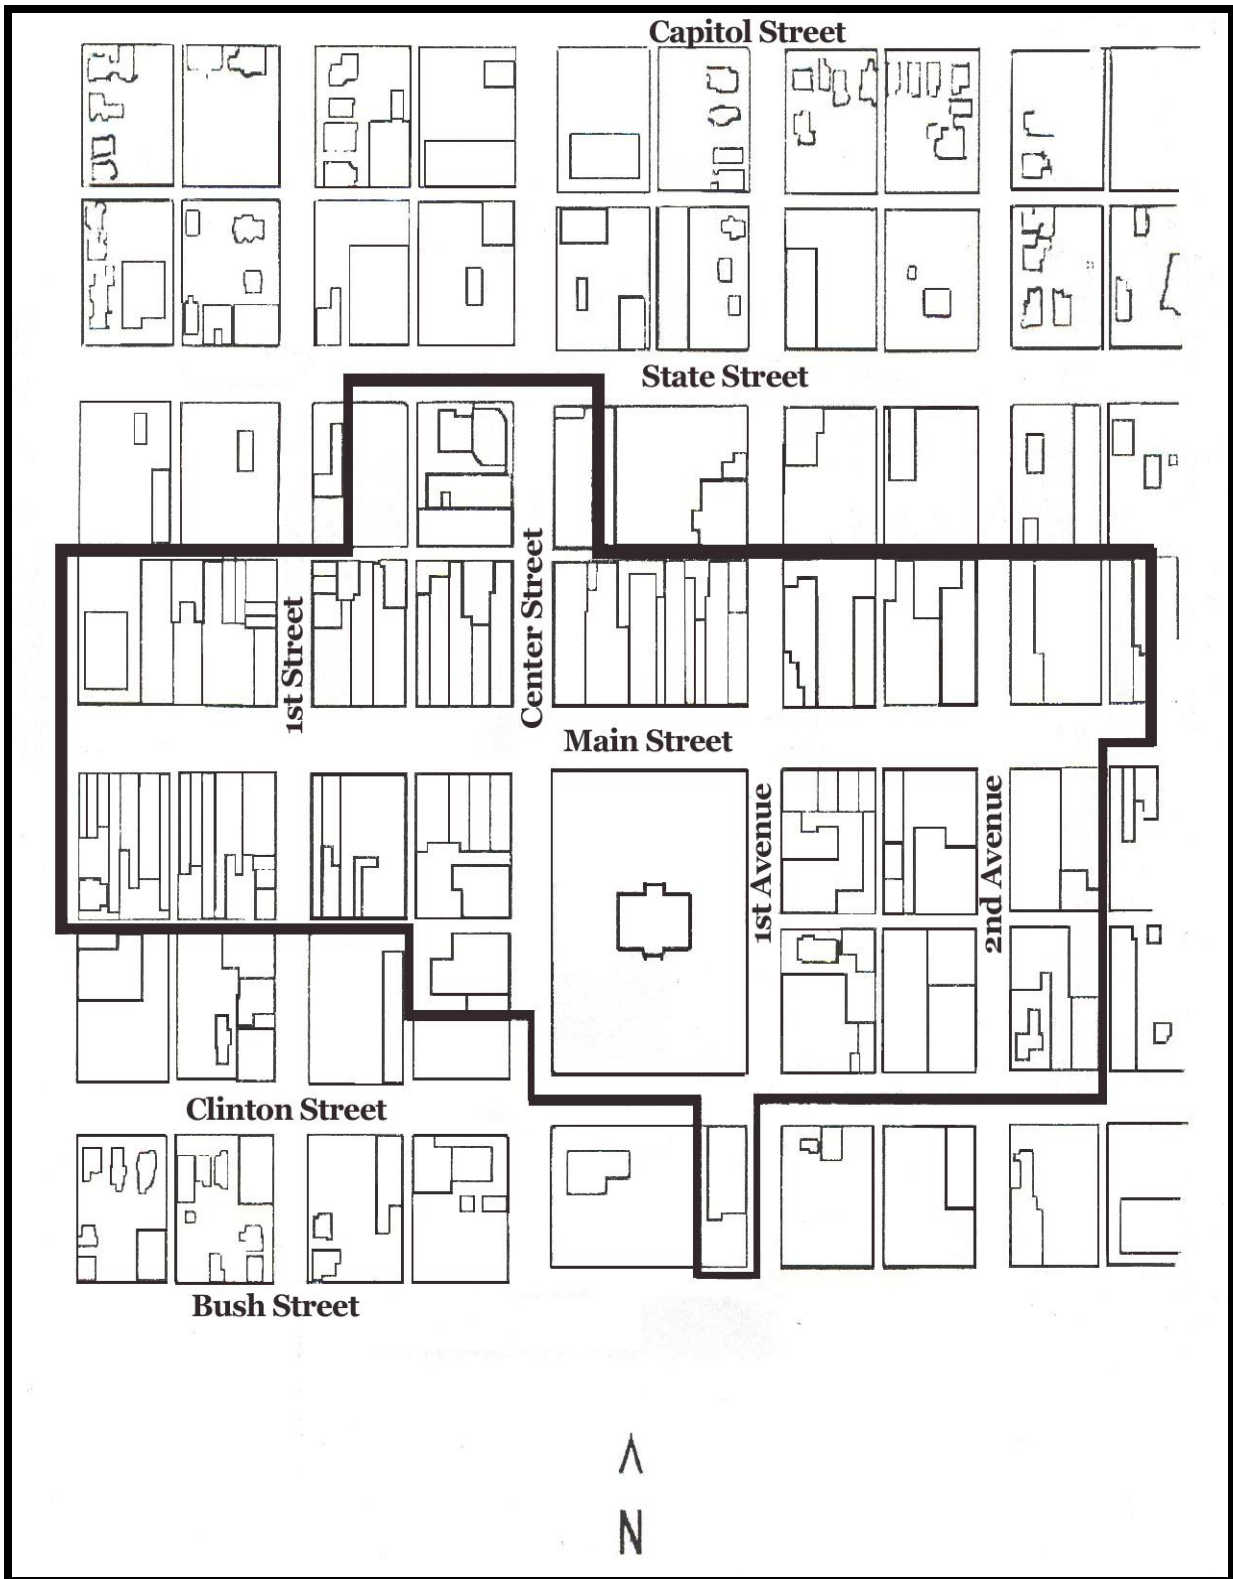 Capitol Street
State Street
Center Street
1st Street
Main Street
1st Avenue
2nd Avenue
Clinton Street
Bush Street
N